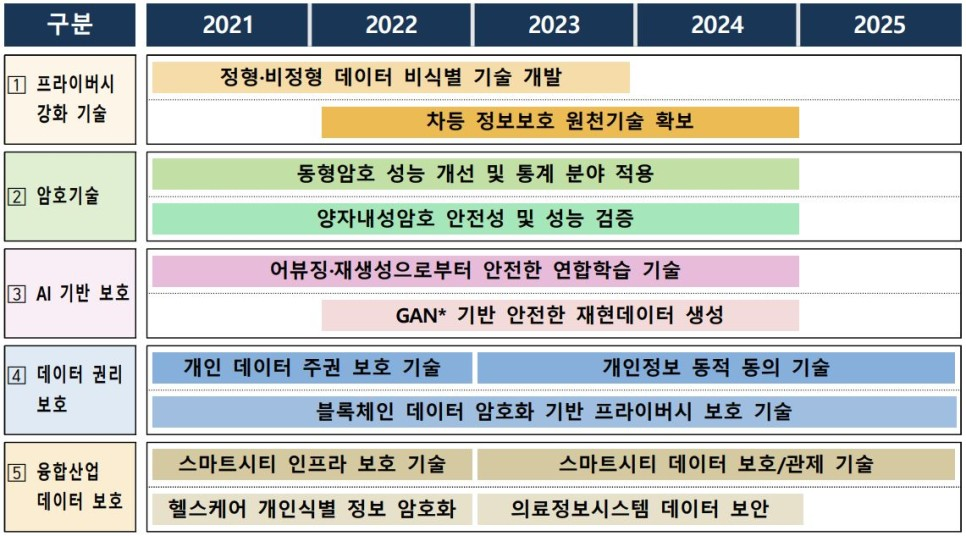 구분 2021 2022 2023 2024 2025
1 프라이버시
강화 기술
정형·비정형 데이터 비식별 기술 개발
차등 정보보호 원천기술 확보
2 암호기술
동형암호 성능 개선 및 통계 분야 적용
양자내성암호 안전성 및 성능 검증
3 AI 기반 보호
어뷰징·재생성으로부터 안전한 연합학습 기술
GAN* 기반 안전한 재현데이터 생성
4 데이터 권리
보호
개인 데이터 주권 보호 기술 개인정보 동적 동의 기술
블록체인 데이터 암호화 기반 프라이버시 보호 기술
5 융합산업
데이터 보호
스마트시티 인프라 보호 기술 스마트시티 데이터 보호/관제 기술
헬스케어 개인식별 정보 암호화 의료정보시스템 데이터 보안